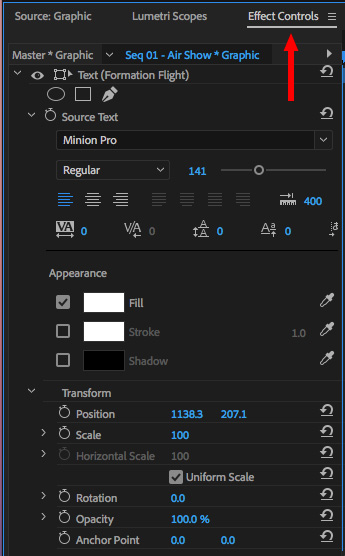 Source: Graphic Lumetri Scopes Effect Controls
Master * Graphic Seq 01 - Air Show * Graphic
Text (Formation Flight)
Source Text
Minion Pro
Regular 141
400
VA 0 VA 0 A A 0 Aa 0
Appearance
Fill
Stroke 1.0
Shadow
Transform
Position 1138.3 207.1
Scale 100
Horizontal Scale 100
Uniform Scale
Rotation 0.0
Opacity 100.0 %
Anchor Point 0.0 0.0